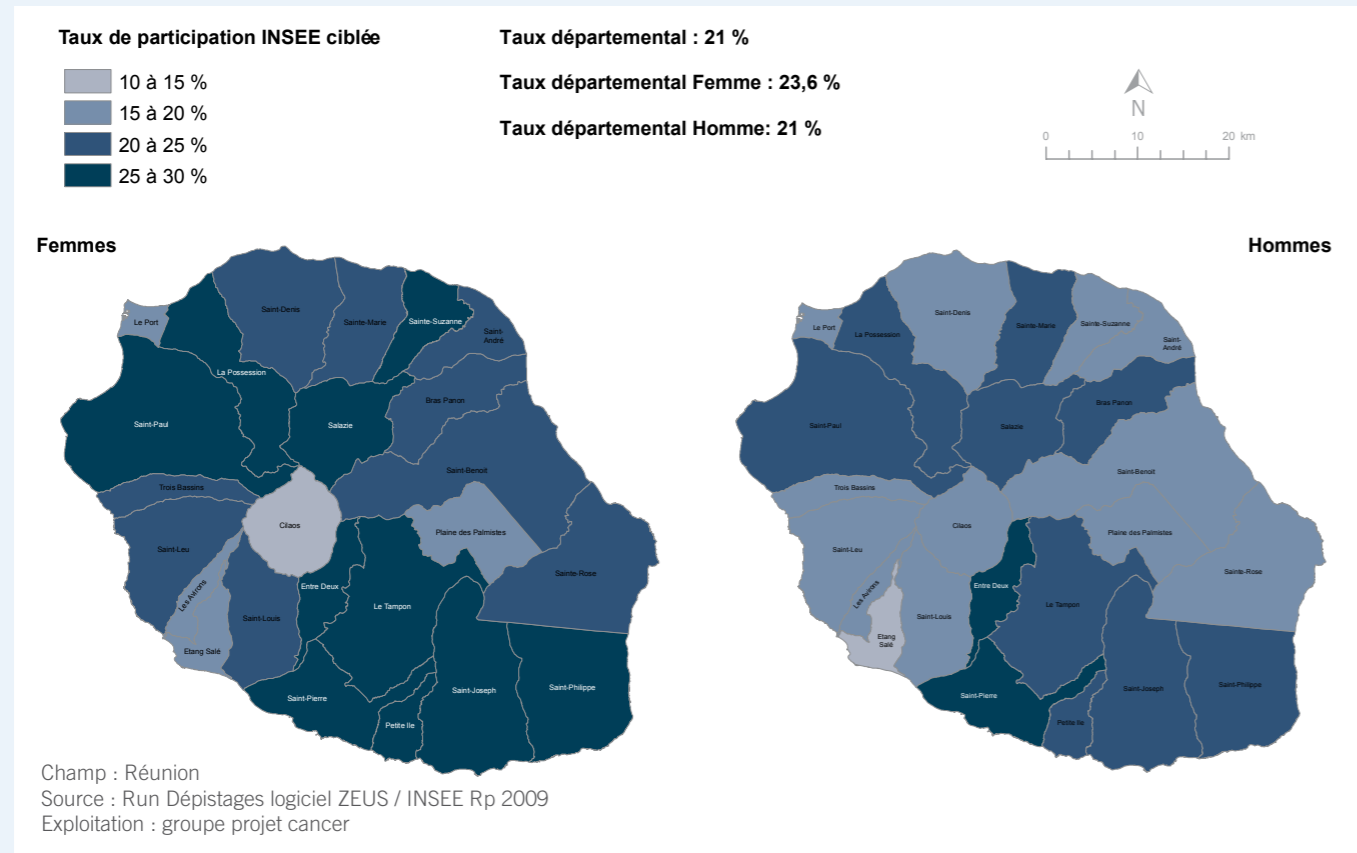 Taux de participation INSEE ciblée
10 à 15 %
15 à 20 %
20 à 25 %
25 à 30 %
Taux départemental : 21 %
Taux départemental Femme : 23,6 %
Taux départemental Homme: 21 %
N
0 10 20 km
Femmes
Le Port
Saint-Denis
Sainte-Marie
Sainte-Suzanne
Saint-
André
La Possession
Bras Panon
Saint-Paul
Salazie
Saint-Benoit
Trois Bassins
Cilaos
Plaine des Palmistes
Saint-Leu
Sainte-Rose
Les Avirons
Entre Deux
Le Tampon
Saint-Louis
Etang Salé
Saint-Pierre
Saint-Joseph
Saint-Philippe
Petite Ile
Hommes
Le Port
La Possession
Saint-Denis
Sainte-Marie
Sainte-Suzanne
Saint-
André
Bras Panon
Saint-Paul
Salazie
Saint-Benoit
Trois Bassins
Cilaos
Plaine des Palmistes
Saint-Leu
Sainte-Rose
Les Avirons
Entre Deux
Le Tampon
Saint-Louis
Etang
Salé
Saint-Pierre
Saint-Joseph
Saint-Philippe
Petite Ile
Champ : Réunion
Source : Run Dépistages logiciel ZEUS / INSEE Rp 2009
Exploitation : groupe projet cancer